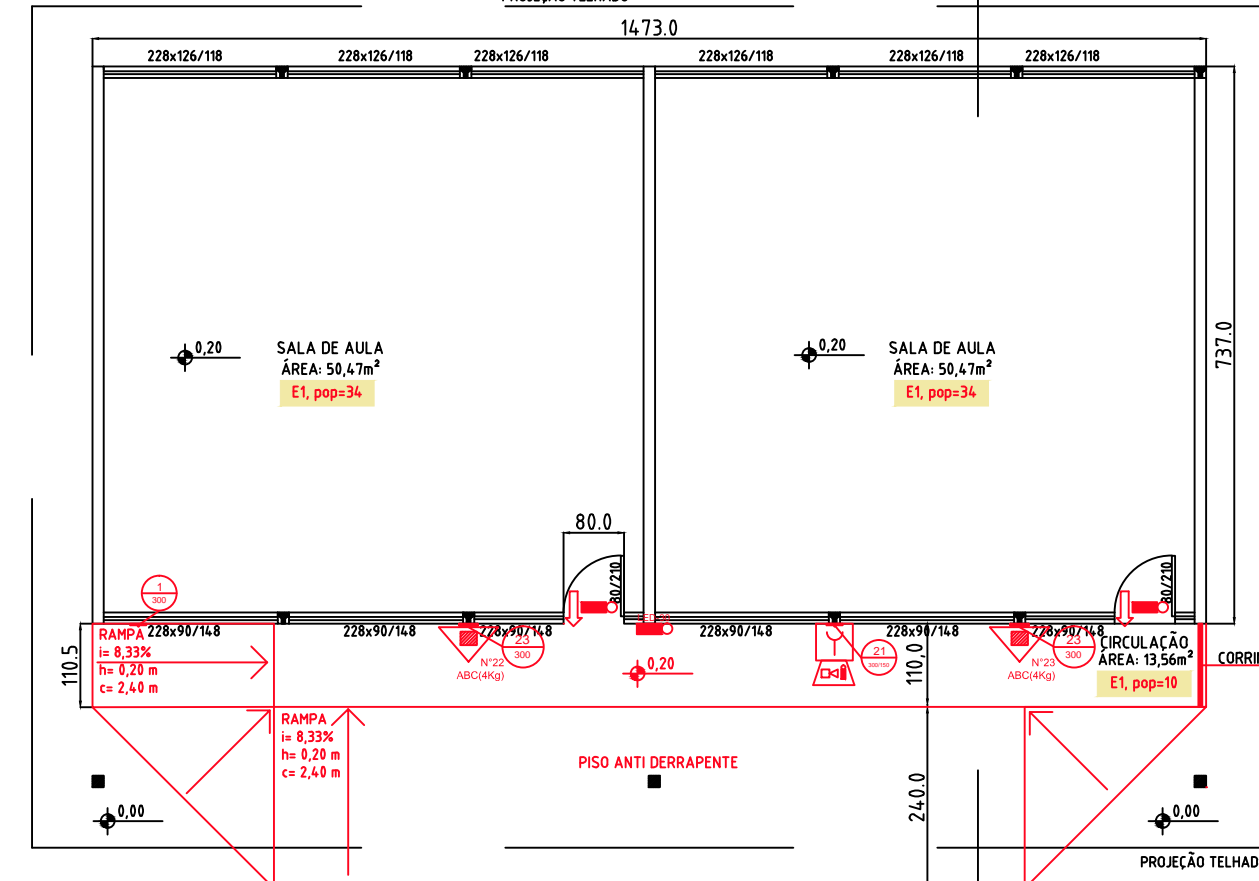 PROJEÇÃO TELHADO
1473.0
228x126/118
228x126/118
228x126/118
228x126/118
228x126/118
228x126/118
737.0
0,20
SALA DE AULA
ÁREA: 50,47m²
E1, pop=34
0,20
SALA DE AULA
ÁREA: 50,47m²
E1, pop=34
80.0
80/210
80/210
1
300
228x90/148
228x90/148
228x90/148
228x90/148
228x90/148
228x90/148
RAMPA
i= 8,33%
h= 0,20 m
c= 2,40 m
110.5
23
300
N°22
ABC(4Kg)
0,20
21
300/150
110,0
23
300
N°23
ABC(4Kg)
CIRCULAÇÃO
ÁREA: 13,56m²
E1, pop=10
CORRI
RAMPA
i= 8,33%
h= 0,20 m
c= 2,40 m
PISO ANTI DERRAPENTE
240.0
0,00
0,00
PROJEÇÃO TELHAD